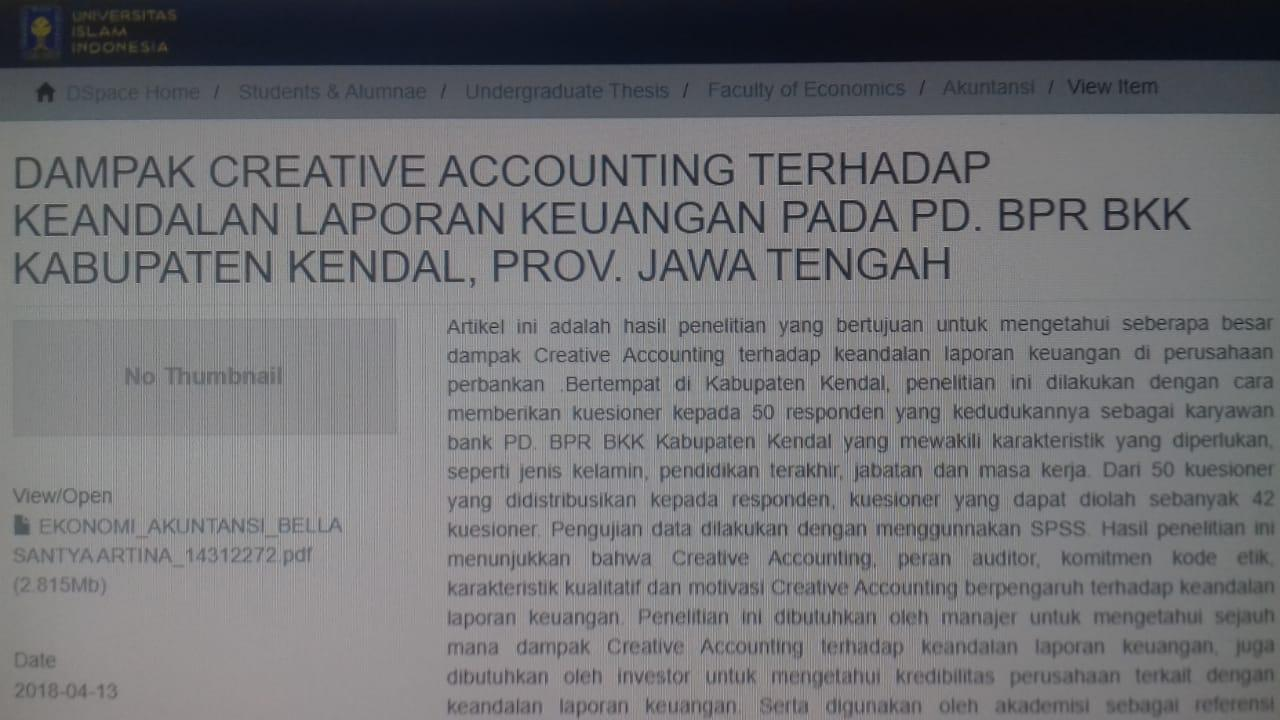 UNIVERSITAS
ISLAM
INDONESIA
DSpace Home / Students & Alumnae / Undergraduate Thesis / Faculty of Economics / Akuntansi / View Item
DAMPAK CREATIVE ACCOUNTING TERHADAP
KEANDALAN LAPORAN KEUANGAN PADA PD. BPR BKK
KABUPATEN KENDAL, PROV. JAWA TENGAH
No Thumbnail
View/Open
EKONOMI_AKUNTANSI_BELLA
SANTYA ARTINA_14312272.pdf
(2.815Mb)
Date
2018-04-13
Artikel ini adalah hasil penelitian yang bertujuan untuk mengetahui seberapa besar
dampak Creative Accounting terhadap keandalan laporan keuangan di perusahaan
perbankan .Bertempat di Kabupaten Kendal, penelitian ini dilakukan dengan cara
memberikan kuesioner kepada 50 responden yang kedudukannya sebagai karyawan
bank PD. BPR BKK Kabupaten Kendal yang mewakili karakteristik yang diperlukan,
seperti jenis kelamin, pendidikan terakhir, jabatan dan masa kerja. Dari 50 kuesioner
yang didistribusikan kepada responden, kuesioner yang dapat diolah sebanyak 42
kuesioner. Pengujian data dilakukan dengan menggunnakan SPSS. Hasil penelitian ini
menunjukkan bahwa Creative Accounting, peran auditor, komitmen kode etik,
karakteristik kualitatif dan motivasi Creative Accounting berpengaruh terhadap keandalan
laporan keuangan. Penelitian ini dibutuhkan oleh manajer untuk mengetahui sejauh
mana dampak Creative Accounting terhadap keandalan laporan keuangan, juga
dibutuhkan oleh investor untuk mengetahui kredibilitas perusahaan terkait dengan
keandalan laporan keuangan. Serta digunakan oleh akademisi sebagai referensi